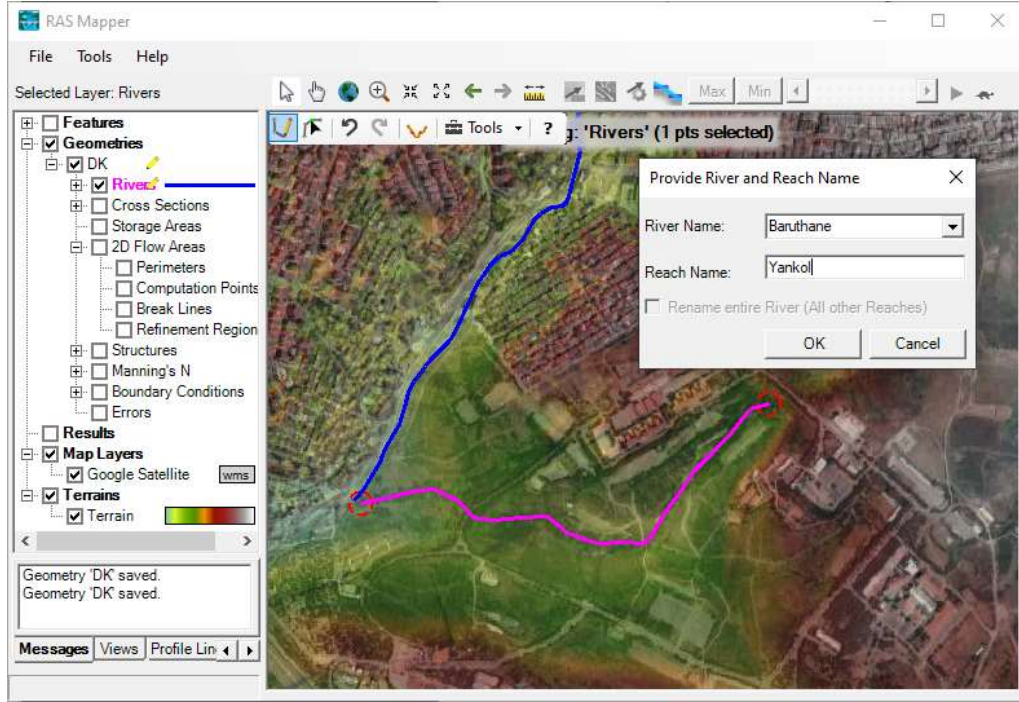 RAS Mapper
File Tools Help
Selected Layer: Rivers
Max Min
Features
Geometries
DK
Rivers
Cross Sections
Storage Areas
2D Flow Areas
Perimeters
Computation Points
Break Lines
Refinement Region
Structures
Manning's N
Boundary Conditions
Errors
Results
Map Layers
Google Satellite wms
Terrains
Terrain
Tools ? g: 'Rivers' (1 pts selected)
Provide River and Reach Name
River Name: Baruthane
Reach Name: Yankol
Rename entire River (All other Reaches)
OK Cancel
Geometry 'DK' saved.
Geometry 'DK' saved.
Messages Views Profile Lin